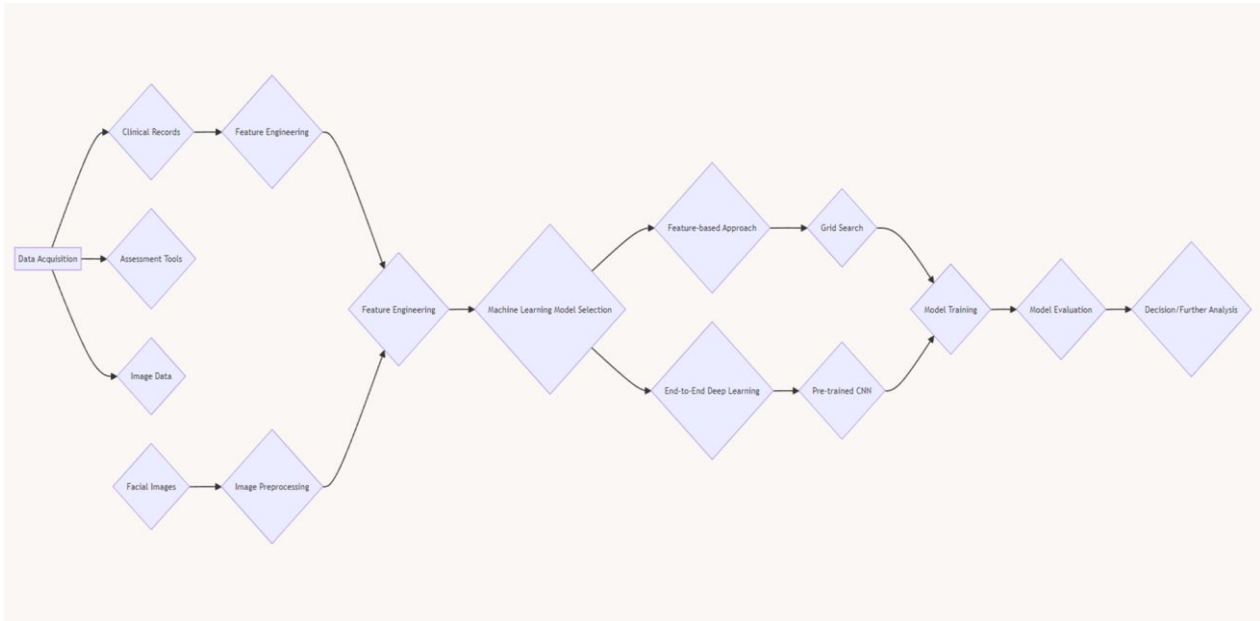 Data Acquisition
Clinical Records
Assessment Tools
Image Data
Facial Images
Feature Engineering
Image Preprocessing
Feature Engineering
Machine Learning Model Selection
Feature-based Approach
End-to-End Deep Learning
Grid Search
Pre-trained CNN
Model Training
Model Evaluation
Decision/Further Analysis